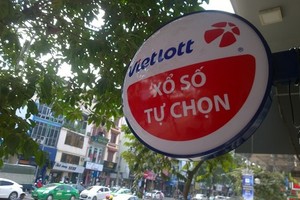 Vietlott
XỔ SỐ
TỰ CHỌN